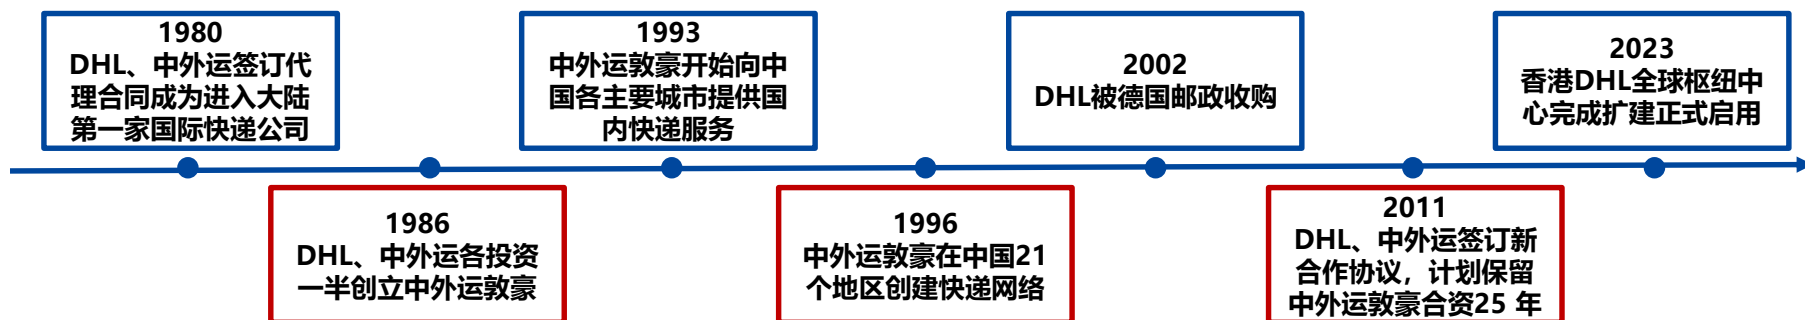 1980
DHL、中外运签订代
理合同成为进入大陆
第一家国际快递公司
1986
DHL、中外运各投资
一半创立中外运敦豪
1993
中外运敦豪开始向中
国各主要城市提供国
内快递服务
1996
中外运敦豪在中国21
个地区创建快递网络
2002
DHL被德国邮政收购
2011
DHL、中外运签订新
合作协议，计划保留
中外运敦豪合资25 年
2023
香港DHL全球枢纽中
心完成扩建正式启用